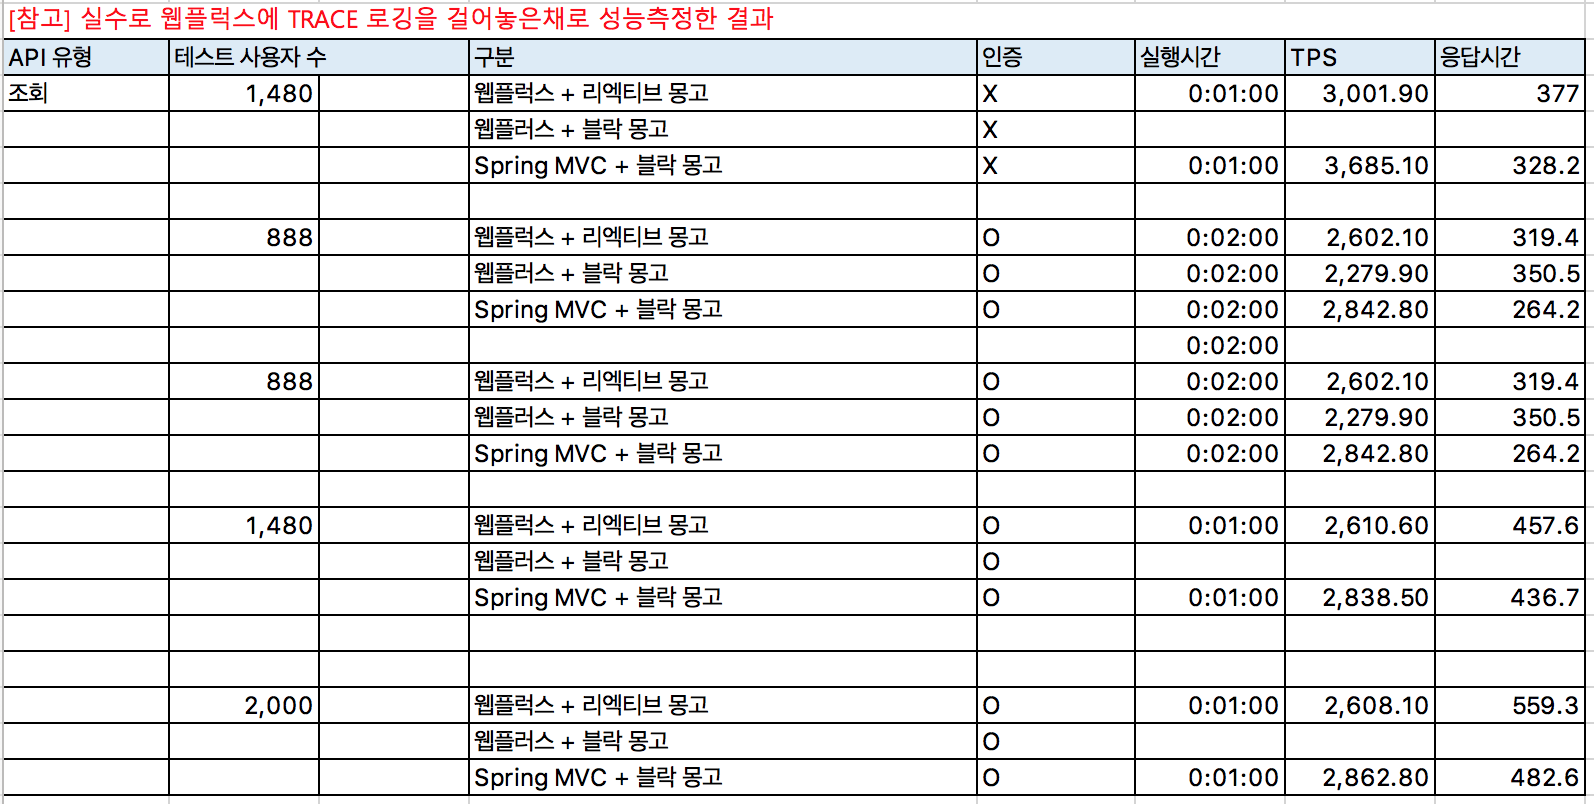 [참고] 실수로 웹플럭스에 TRACE 로깅을 걸어놓은채로 성능측정한 결과
API 유형 테스트 사용자 수 구분 인증 실행시간 TPS 응답시간
조회 1,480 웹플럭스 + 리엑티브 몽고 X 0:01:00 3,001.90 377
웹플러스 + 블락 몽고 X
Spring MVC + 블락 몽고 X 0:01:00 3,685.10 328.2
888 웹플럭스 + 리엑티브 몽고 O 0:02:00 2,602.10 319.4
웹플러스 + 블락 몽고 O 0:02:00 2,279.90 350.5
Spring MVC + 블락 몽고 O 0:02:00 2,842.80 264.2
0:02:00
888 웹플럭스 + 리엑티브 몽고 O 0:02:00 2,602.10 319.4
웹플러스 + 블락 몽고 O 0:02:00 2,279.90 350.5
Spring MVC + 블락 몽고 O 0:02:00 2,842.80 264.2
1,480 웹플럭스 + 리엑티브 몽고 O 0:01:00 2,610.60 457.6
웹플러스 + 블락 몽고 O
Spring MVC + 블락 몽고 O 0:01:00 2,838.50 436.7
2,000 웹플럭스 + 리엑티브 몽고 O 0:01:00 2,608.10 559.3
웹플러스 + 블락 몽고 O
Spring MVC + 블락 몽고 O 0:01:00 2,862.80 482.6